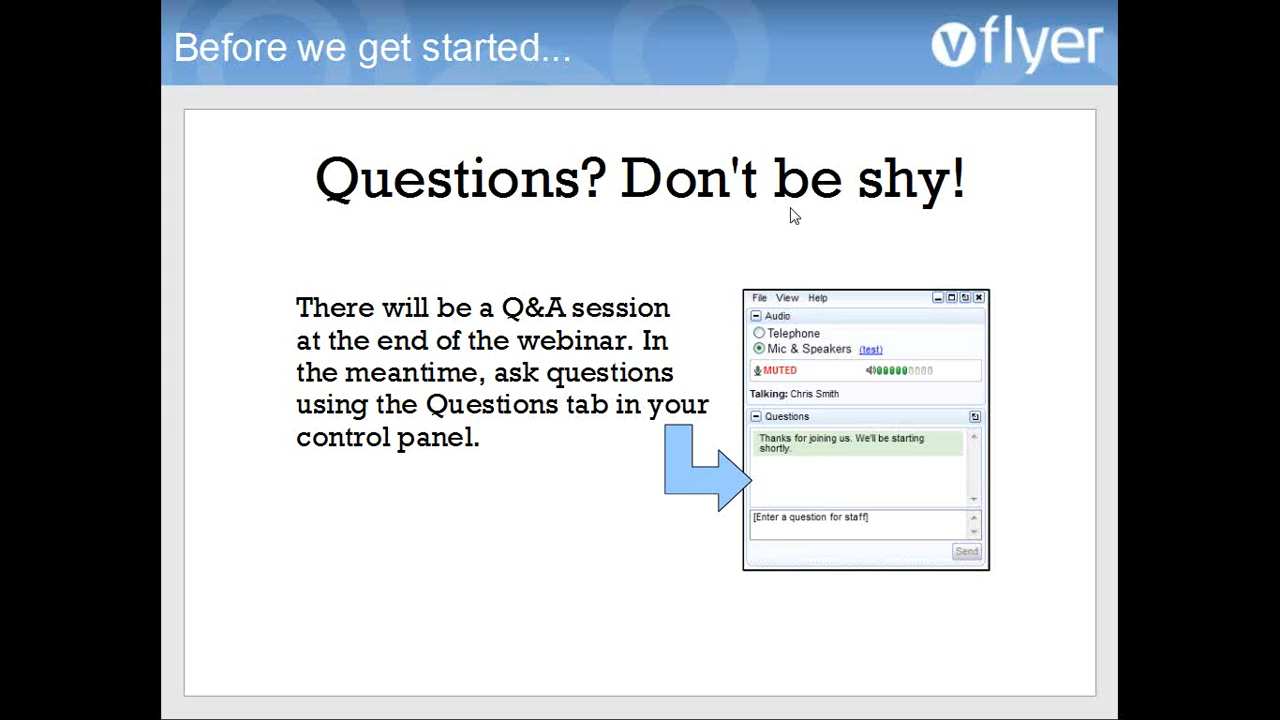 Before we get started...
vflyer
Questions? Don't be shy!
There will be a Q&A session
at the end of the webinar. In
the meantime, ask questions
using the Questions tab in your
control panel.
File View Help
Audio
Telephone
Mic & Speakers (test)
MUTED
Talking: Chris Smith
Questions
Thanks for joining us. We'll be starting
shortly.
[Enter a question for staff]
Send